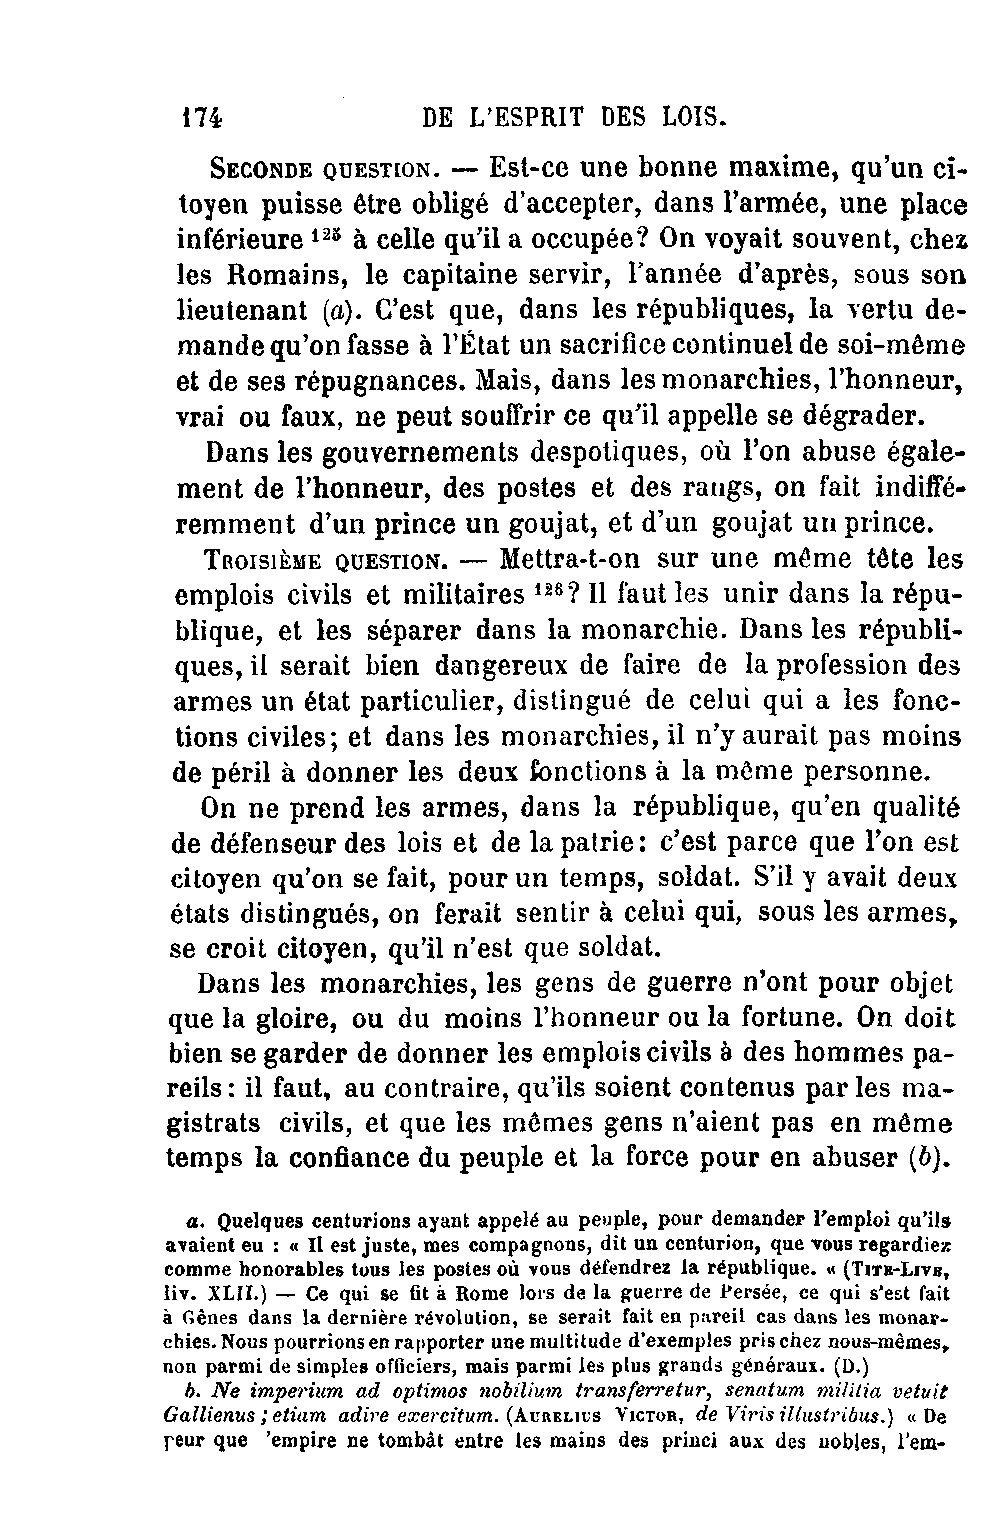 174 DE L'ESPRIT DES LOIS.
SECONDE QUESTION. — Est-ce une bonne maxime, qu'un ci-
toyen puisse être obligé d'accepter, dans l'armée, une place
inférieure 125 à celle qu'il a occupée? On voyait souvent, chez
les Romains, le capitaine servir, l'année d'après, sous son
lieutenant (a). C'est que, dans les républiques, la vertu de-
mande qu'on fasse à l'État un sacrifice continuel de soi-même
et de ses répugnances. Mais, dans les monarchies, l'honneur,
vrai ou faux, ne peut souffrir ce qu'il appelle se dégrader.
Dans les gouvernements despotiques, où l'on abuse égale-
ment de l'honneur, des postes et des rangs, on fait indiffé-
remment d'un prince un goujat, et d'un goujat un prince.
TROISIÈME QUESTION. — Mettra-t-on sur une même tête les
emplois civils et militaires 126? Il faut les unir dans la répu-
blique, et les séparer dans la monarchie. Dans les républi-
ques, il serait bien dangereux de faire de la profession des
armes un état particulier, distingué de celui qui a les fonc-
tions civiles; et dans les monarchies, il n'y aurait pas moins
de péril à donner les deux fonctions à la même personne.
On ne prend les armes, dans la république, qu'en qualité
de défenseur des lois et de la patrie: c'est parce que l'on est
citoyen qu'on se fait, pour un temps, soldat. S'il y avait deux
états distingués, on ferait sentir à celui qui, sous les armes,
se croit citoyen, qu'il n'est que soldat.
Dans les monarchies, les gens de guerre n'ont pour objet
que la gloire, ou du moins l'honneur ou la fortune. On doit
bien se garder de donner les emplois civils à des hommes pa-
reils: il faut, au contraire, qu'ils soient contenus par les ma-
gistrats civils, et que les mêmes gens n'aient pas en même
temps la confiance du peuple et la force pour en abuser (b).
a. Quelques centurions ayant appelé au peuple, pour demander l'emploi qu'ils
avaient eu : « Il est juste, mes compagnons, dit un centurion, que vous regardiez
comme honorables tous les postes où vous défendrez la république. « (TITE-LIVE,
liv. XLII.) — Ce qui se fit à Rome lors de la guerre de Persée, ce qui s'est fait
à Gênes dans la dernière révolution, se serait fait en pareil cas dans les monar-
chies. Nous pourrions en rapporter une multitude d'exemples pris chez nous-mêmes,
non parmi de simples officiers, mais parmi les plus grands généraux. (D.)
b. Ne imperium ad optimos nobilium transferretur, senatum militia vetuit
Gallienus; etiam adire exercitum. (AURELIUS VICTOR, de Viris illustribus.) « De
peur que 'empire ne tombât entre les mains des princi aux des nobles, l'em-